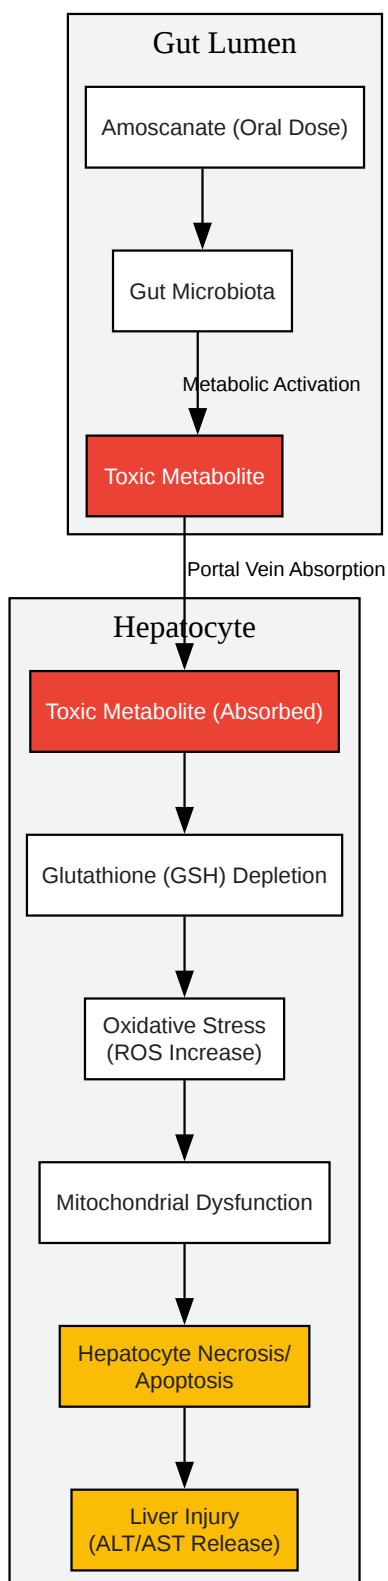 Gut Lumen
Amoscanate (Oral Dose)
Gut Microbiota
Metabolic Activation
Toxic Metabolite
Portal Vein Absorption
Hepatocyte
Toxic Metabolite (Absorbed)
Glutathione (GSH) Depletion
Oxidative Stress
(ROS Increase)
Mitochondrial Dysfunction
Hepatocyte Necrosis/
Apoptosis
Liver Injury
(ALT/AST Release)